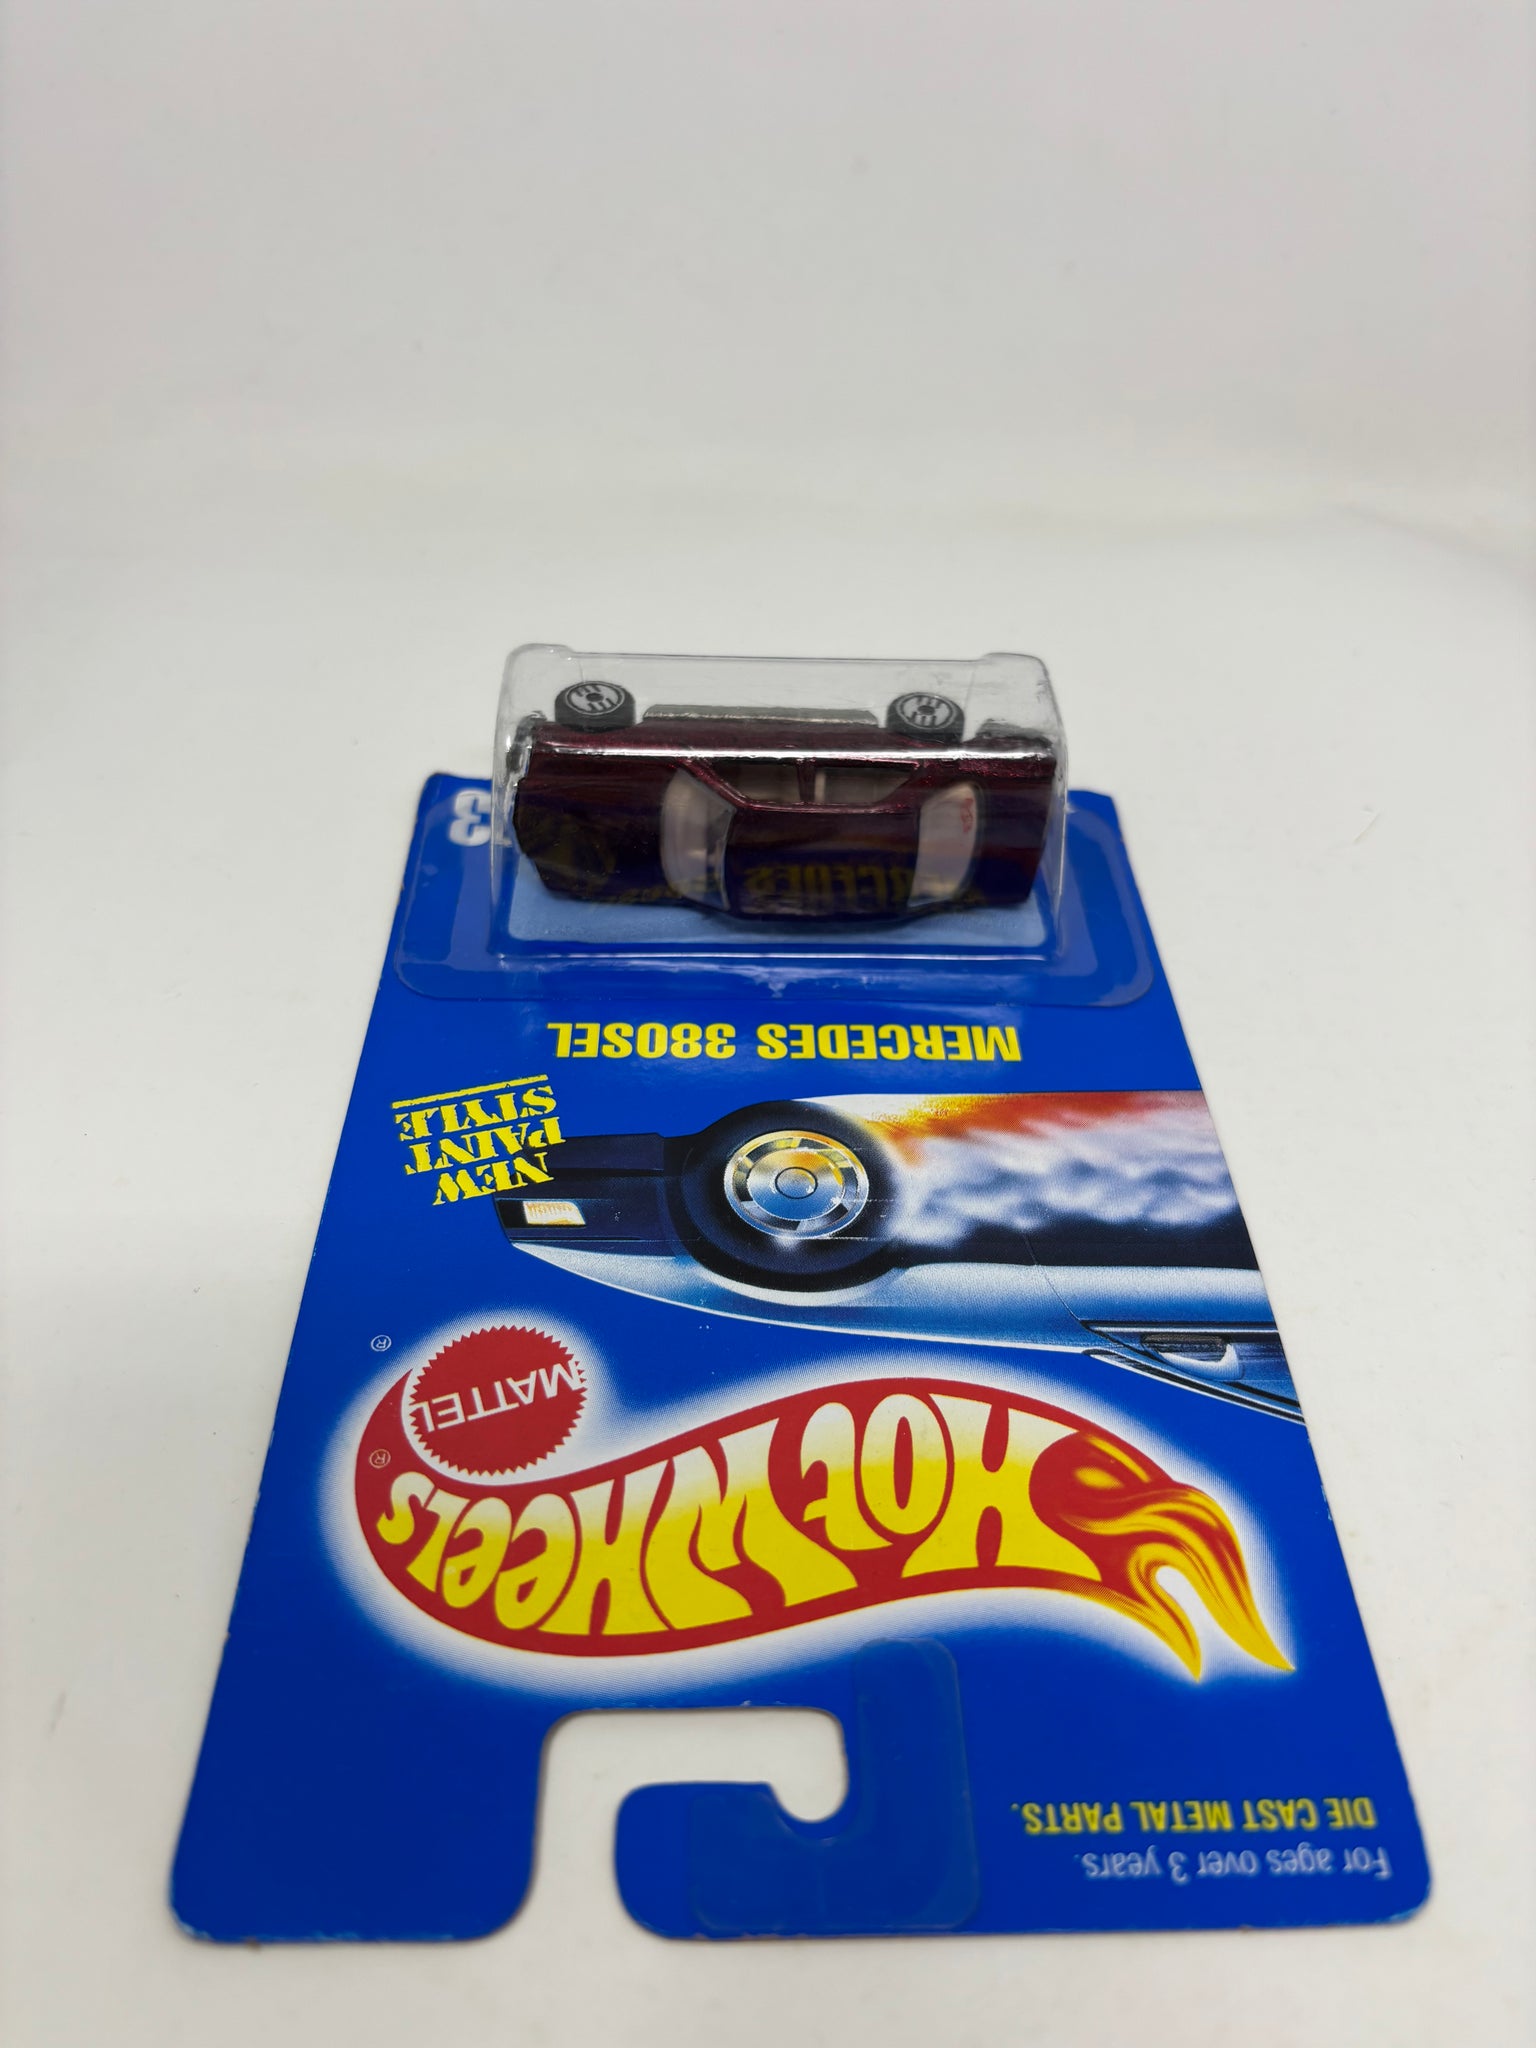 For ages over 3 years.
DIE CAST METAL PARTS.
HOT WHEELS
®
MATTEL
®
NEW
PAINT
STYLE
MERCEDES 380SEL